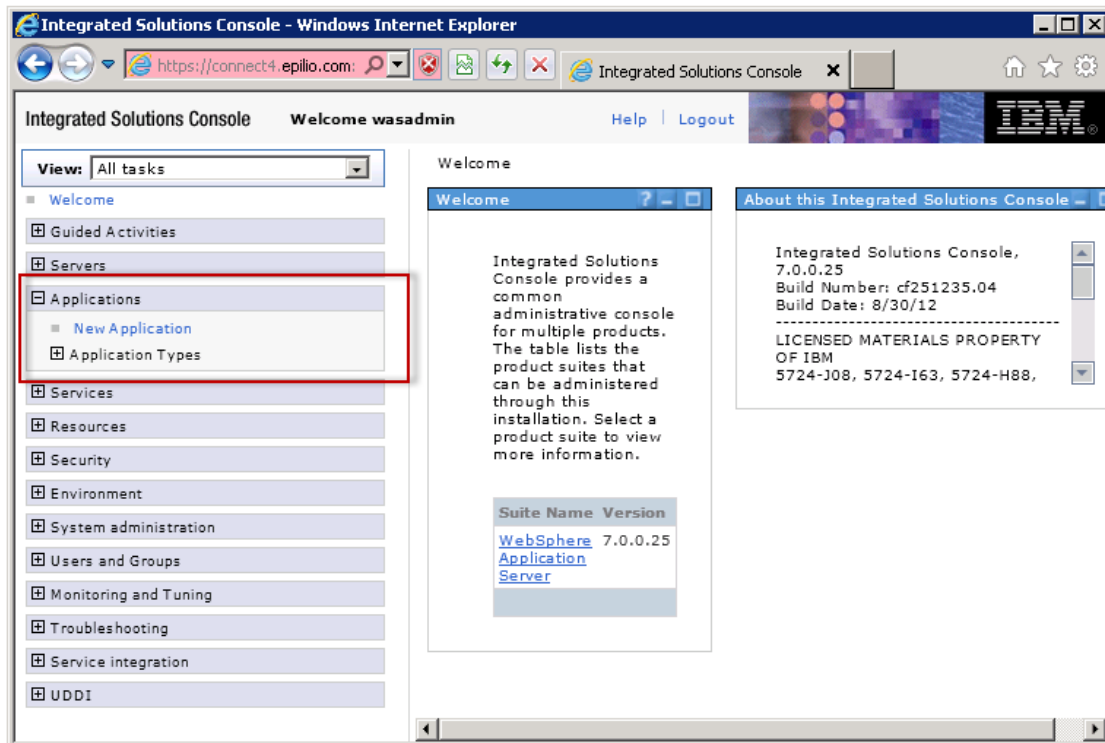 Integrated Solutions Console - Windows Internet Explorer
https://connect4.epilio.com:
Integrated Solutions Console
Integrated Solutions Console Welcome wasadmin Help Logout IBM®
View: All tasks
Welcome
Guided Activities
Servers
Applications
New Application
Application Types
Services
Resources
Security
Environment
System administration
Users and Groups
Monitoring and Tuning
Troubleshooting
Service integration
UDDI
Welcome
Welcome ?
Integrated Solutions
Console provides a
common
administrative console
for multiple products.
The table lists the
product suites that
can be administered
through this
installation. Select a
product suite to view
more information.
Suite Name Version
WebSphere 7.0.0.25
Application
Server
About this Integrated Solutions Console
Integrated Solutions Console,
7.0.0.25
Build Number: cf251235.04
Build Date: 8/30/12
----------------------------------------
LICENSED MATERIALS PROPERTY
OF IBM
5724-J08, 5724-I63, 5724-H88,